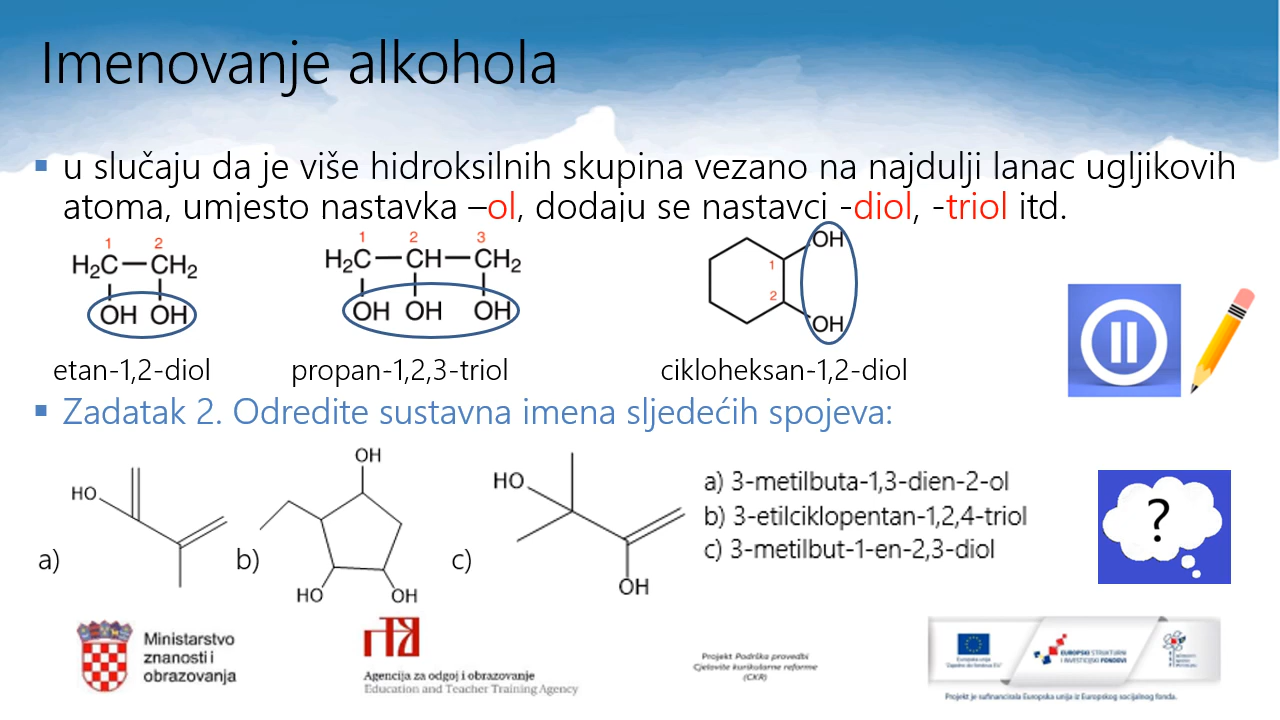 Imenovanje alkohola
u slučaju da je više hidroksilnih skupina vezano na najdulji lanac ugljikovih
atoma, umjesto nastavka –ol, dodaju se nastavci -diol, -triol itd.
1 2
H₂C — CH₂
OH OH
etan-1,2-diol
1 2 3
H₂C — CH — CH₂
OH OH OH
propan-1,2,3-triol
OH
1
2
OH
cikloheksan-1,2-diol
Zadatak 2. Odredite sustavna imena sljedećih spojeva:
HO
a)
OH
b)
HO OH
HO
c)
OH
a) 3-metilbuta-1,3-dien-2-ol
b) 3-etilciklopentan-1,2,4-triol
c) 3-metilbut-1-en-2,3-diol
?
Ministarstvo
znanosti i
obrazovanja
Agencija za odgoj i obrazovanje
Education and Teacher Training Agency
Projekt Podrška provedbi
Cjelovite kurikularne reforme
(CKR)
Europska unija
EUROPSKI STRUKTURNI
I INVESTICIJSKI FONDOVI
Projekt je sufinancirala Europska unija iz Europskog socijalnog fonda.